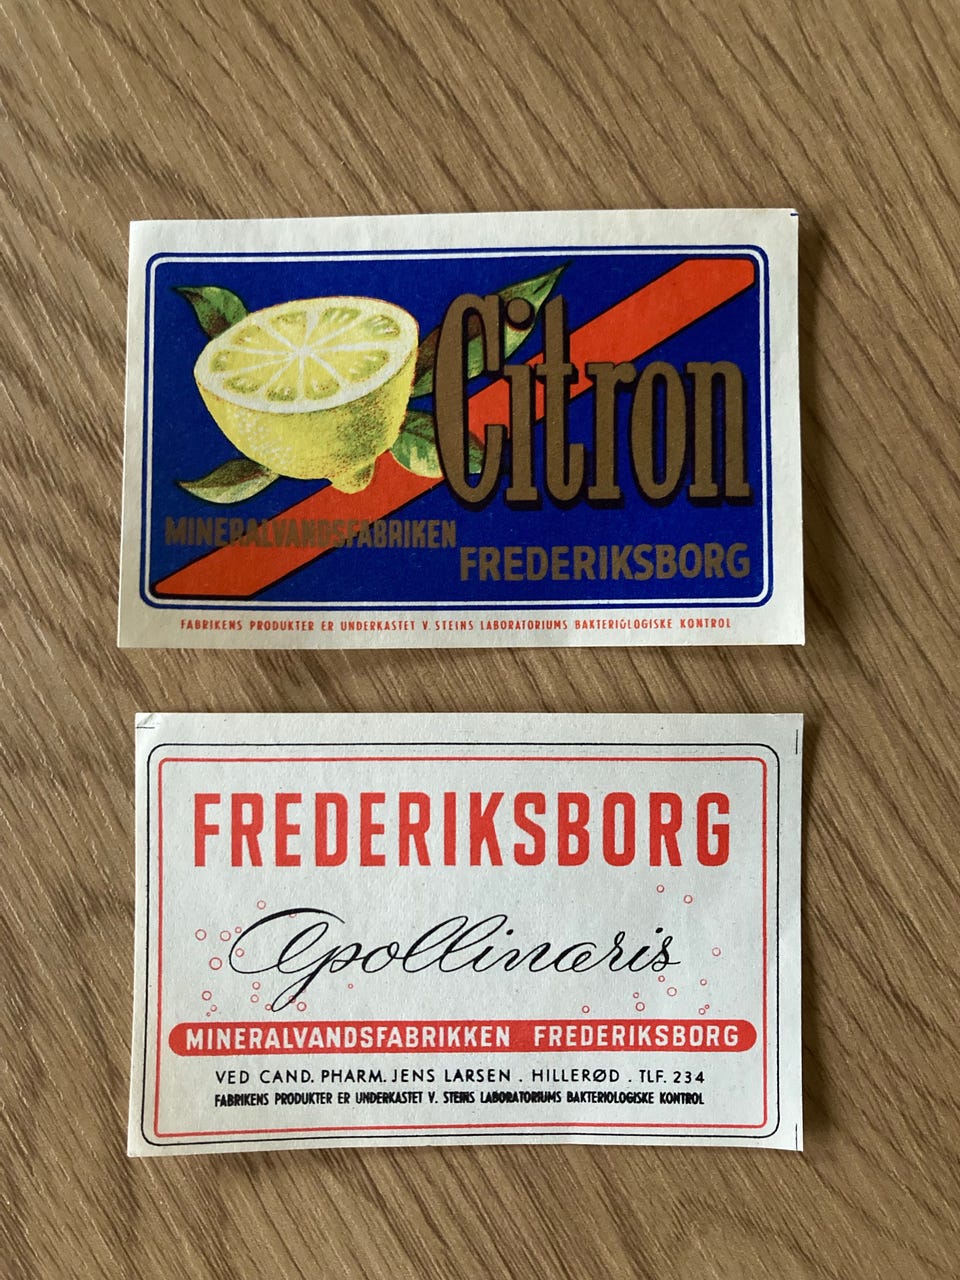 Citron
MINERALVANDSFABRIKEN
FREDERIKSBORG
FABRIKENS PRODUKTER ER UNDERKASTET V. STEINS LABORATORIUMS BAKTERIOLOGISKE KONTROL
FREDERIKSBORG
Apollinaris
MINERALVANDSFABRIKKEN FREDERIKSBORG
VED CAND. PHARM. JENS LARSEN . HILLERØD . TLF. 234
FABRIKENS PRODUKTER ER UNDERKASTET V. STEINS LABORATORIUMS BAKTERIOLOGISKE KONTROL